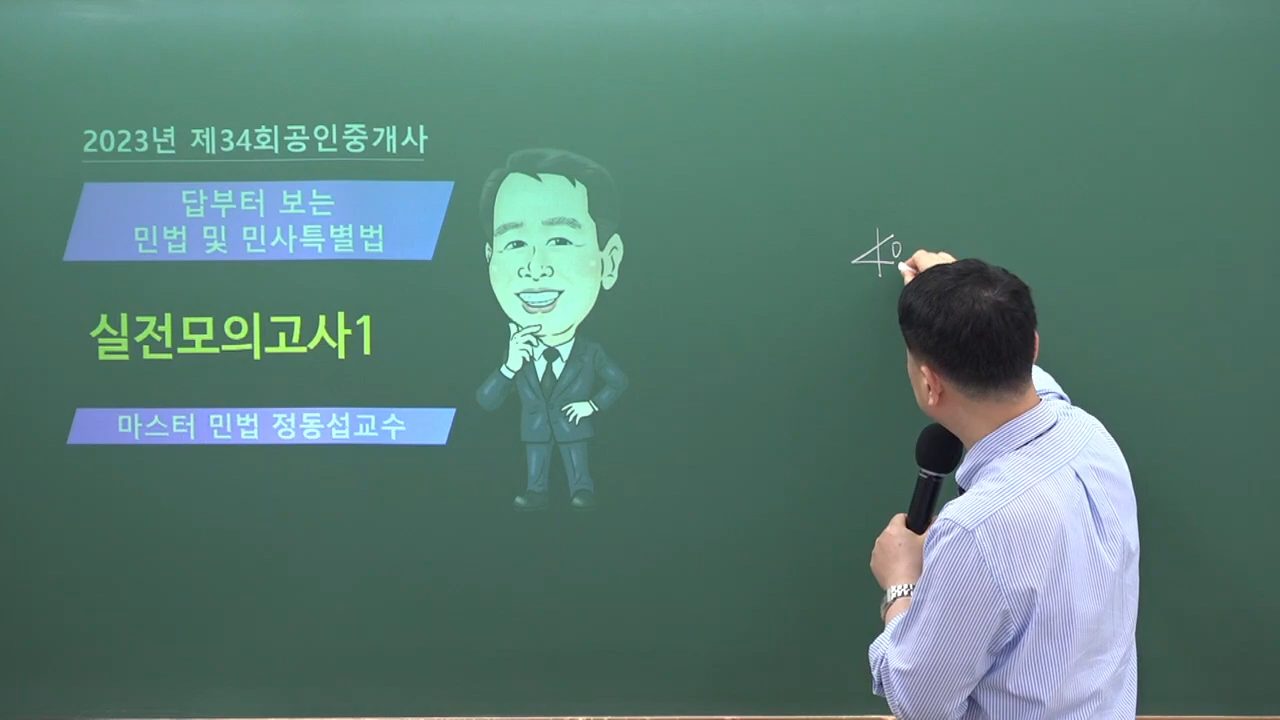 2023년 제34회공인중개사
답부터 보는
민법 및 민사특별법
실전모의고사1
마스터 민법 정동섭교수
40